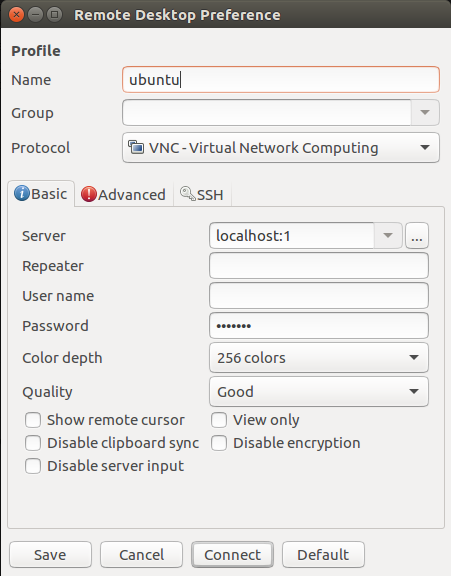 Remote Desktop Preference
Profile
Name ubuntu
Group
Protocol VNC - Virtual Network Computing
Basic Advanced SSH
Server localhost:1 ...
Repeater
User name
Password •••••••
Color depth 256 colors
Quality Good
Show remote cursor View only
Disable clipboard sync Disable encryption
Disable server input
Save Cancel Connect Default